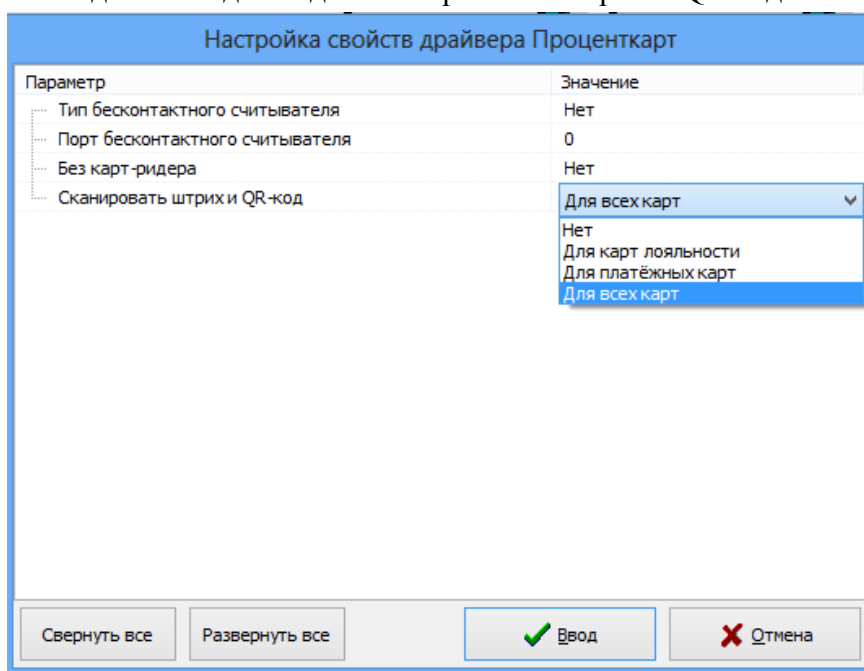 Настройка свойств драйвера Проценткарт
Параметр Значение
Тип бесконтактного считывателя Нет
Порт бесконтактного считывателя 0
Без карт-ридера Нет
Сканировать штрих и QR-код Для всех карт
Нет
Для карт лояльности
Для платёжных карт
Для всех карт
Свернуть все Развернуть все Ввод Отмена